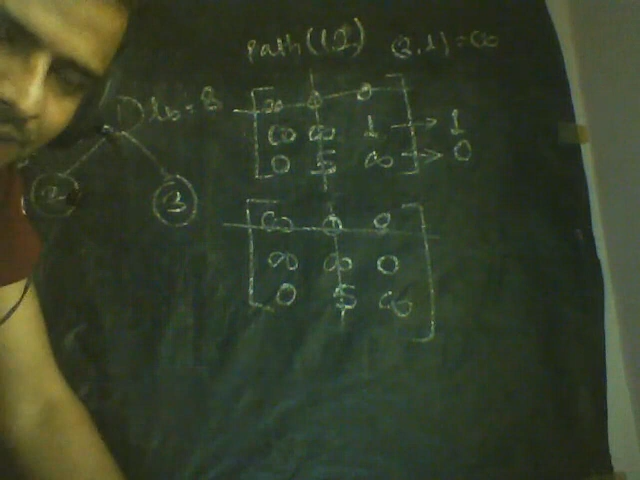 path(1,2) (2,1)=∞
1 lb=8
∞ 0 0
∞ ∞ 1 → 1
0 5 ∞ → 0
2 3
∞ 0 0
∞ ∞ 0
0 5 ∞